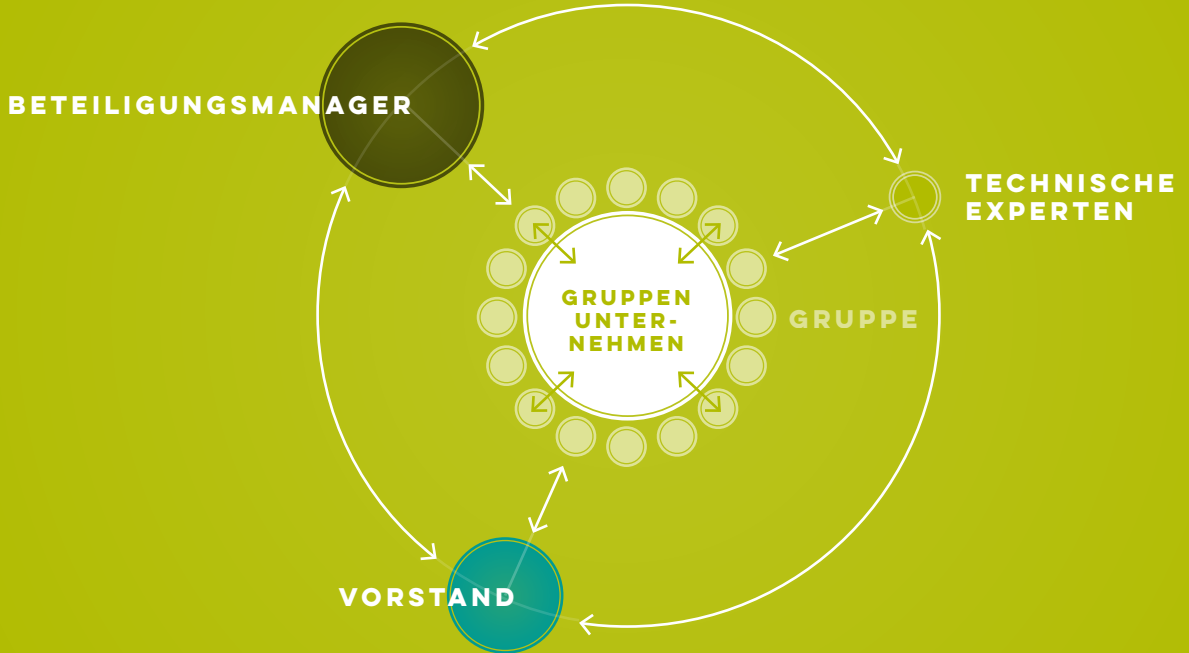 BETEILIGUNGSMANAGER
TECHNISCHE
EXPERTEN
GRUPPEN
UNTER-
NEHMEN
GRUPPE
VORSTAND